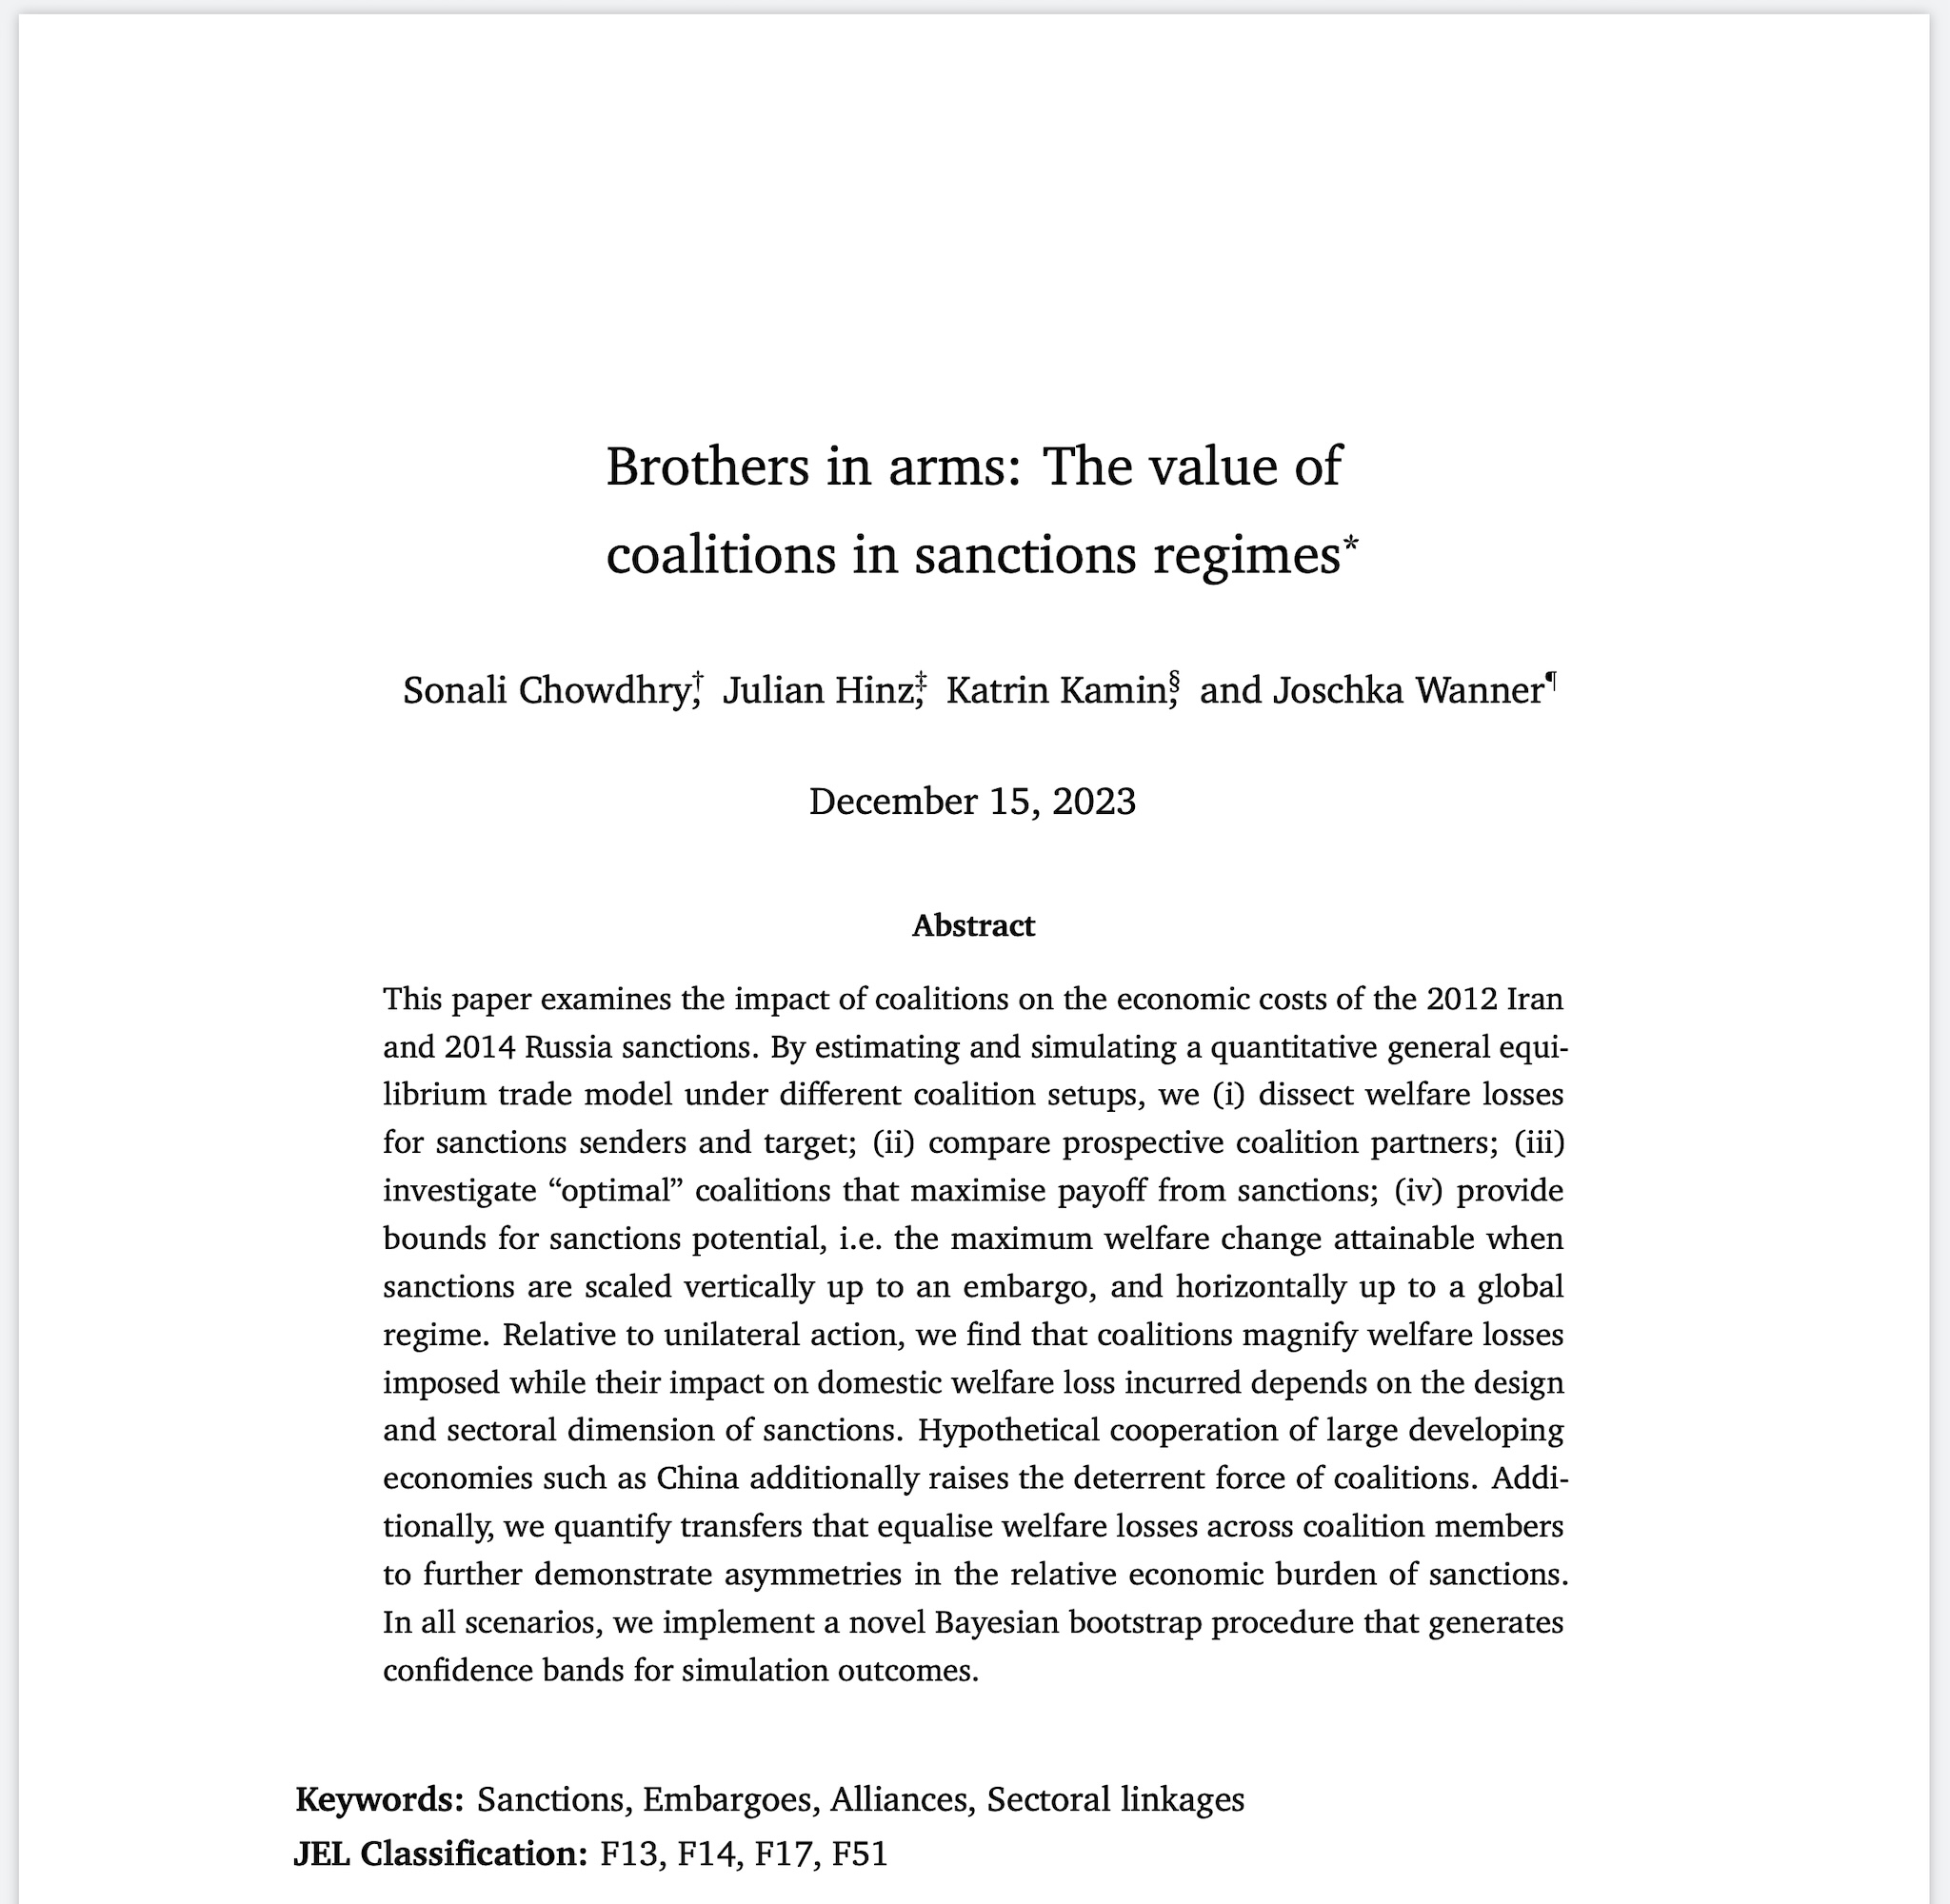 Brothers in arms: The value of
coalitions in sanctions regimes*
Sonali Chowdhry,† Julian Hinz,‡ Katrin Kamin,§ and Joschka Wanner¶
December 15, 2023
Abstract
This paper examines the impact of coalitions on the economic costs of the 2012 Iran
and 2014 Russia sanctions. By estimating and simulating a quantitative general equi-
librium trade model under different coalition setups, we (i) dissect welfare losses
for sanctions senders and target; (ii) compare prospective coalition partners; (iii)
investigate “optimal” coalitions that maximise payoff from sanctions; (iv) provide
bounds for sanctions potential, i.e. the maximum welfare change attainable when
sanctions are scaled vertically up to an embargo, and horizontally up to a global
regime. Relative to unilateral action, we find that coalitions magnify welfare losses
imposed while their impact on domestic welfare loss incurred depends on the design
and sectoral dimension of sanctions. Hypothetical cooperation of large developing
economies such as China additionally raises the deterrent force of coalitions. Addi-
tionally, we quantify transfers that equalise welfare losses across coalition members
to further demonstrate asymmetries in the relative economic burden of sanctions.
In all scenarios, we implement a novel Bayesian bootstrap procedure that generates
confidence bands for simulation outcomes.
Keywords: Sanctions, Embargoes, Alliances, Sectoral linkages
JEL Classification: F13, F14, F17, F51